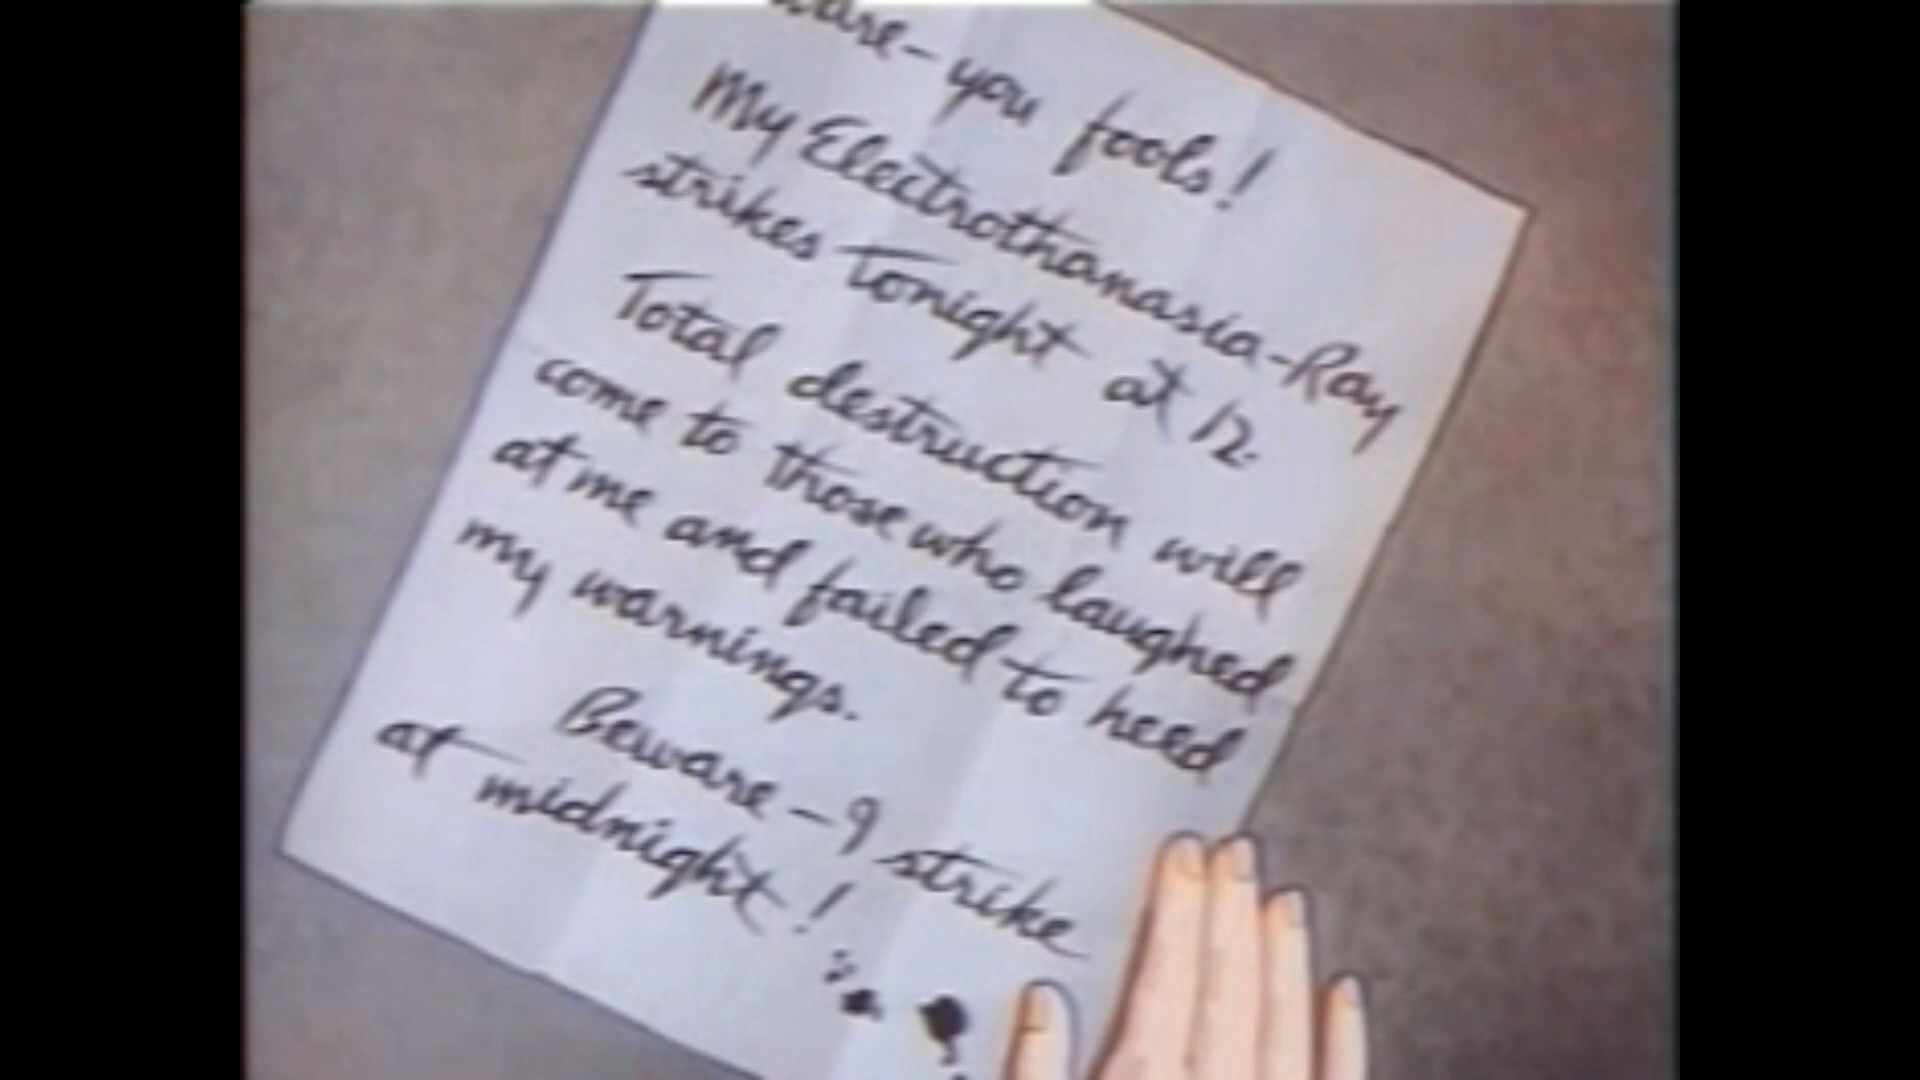 ware - you fools!
My Electrothanasia-Ray
strikes tonight at 12.
Total destruction will
come to those who laughed
at me and failed to heed
my warnings.
Beware - I strike
at midnight!